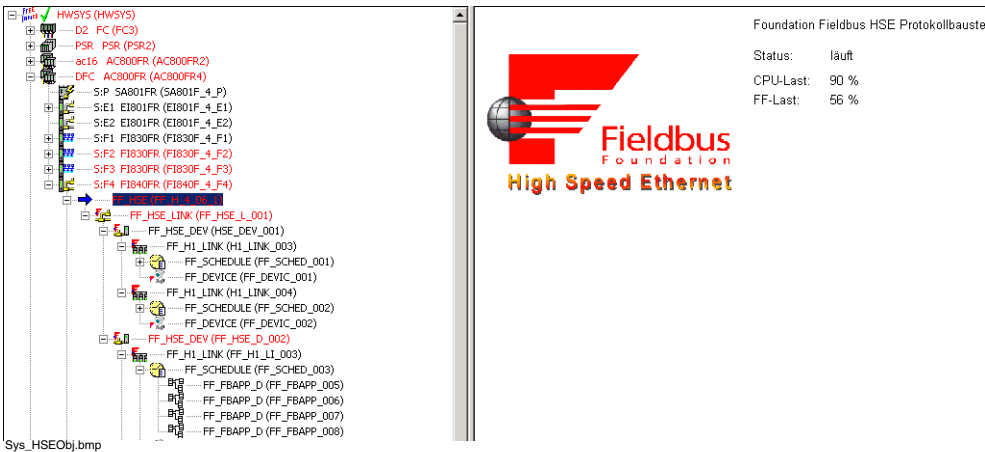 HWSYS (HWSYS)
D2 FC (FC3)
PSR PSR (PSR2)
ac16 AC800FR (AC800FR2)
DFC AC800FR (AC800FR4)
S:P SA801FR (SA801F_4_P)
S:E1 EI801FR (EI801F_4_E1)
S:E2 EI801FR (EI801F_4_E2)
S:F1 FI830FR (FI830F_4_F1)
S:F2 FI830FR (FI830F_4_F2)
S:F3 FI830FR (FI830F_4_F3)
S:F4 FI840FR (FI840F_4_F4)
FF_HSE (FF_H_4_06_1)
FF_HSE_LINK (FF_HSE_L_001)
FF_HSE_DEV (HSE_DEV_001)
FF_H1_LINK (H1_LINK_003)
FF_SCHEDULE (FF_SCHED_001)
FF_DEVICE (FF_DEVIC_001)
FF_H1_LINK (H1_LINK_004)
FF_SCHEDULE (FF_SCHED_002)
FF_DEVICE (FF_DEVIC_002)
FF_HSE_DEV (FF_HSE_D_002)
FF_H1_LINK (FF_H1_LI_003)
FF_SCHEDULE (FF_SCHED_003)
FF_FBAPP_D (FF_FBAPP_005)
FF_FBAPP_D (FF_FBAPP_006)
FF_FBAPP_D (FF_FBAPP_007)
FF_FBAPP_D (FF_FBAPP_008)
Sys_HSEObj.bmp
Fieldbus
Foundation
High Speed Ethernet
Foundation Fieldbus HSE Protokollbauste
Status: läuft
CPU-Last: 90 %
FF-Last: 56 %